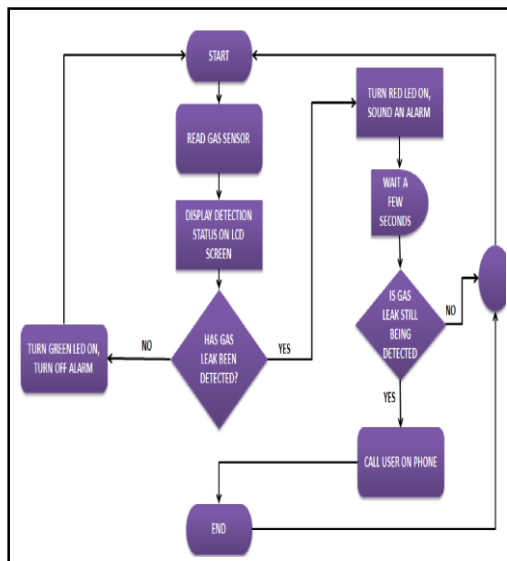 START
READ GAS SENSOR
DISPLAY DETECTION
STATUS ON LCD
SCREEN
HAS GAS
LEAK BEEN
DETECTED?
NO
TURN GREEN LED ON,
TURN OFF ALARM
YES
TURN RED LED ON,
SOUND AN ALARM
WAIT A
FEW
SECONDS
IS GAS
LEAK STILL
BEING
DETECTED
NO
YES
CALL USER ON PHONE
END